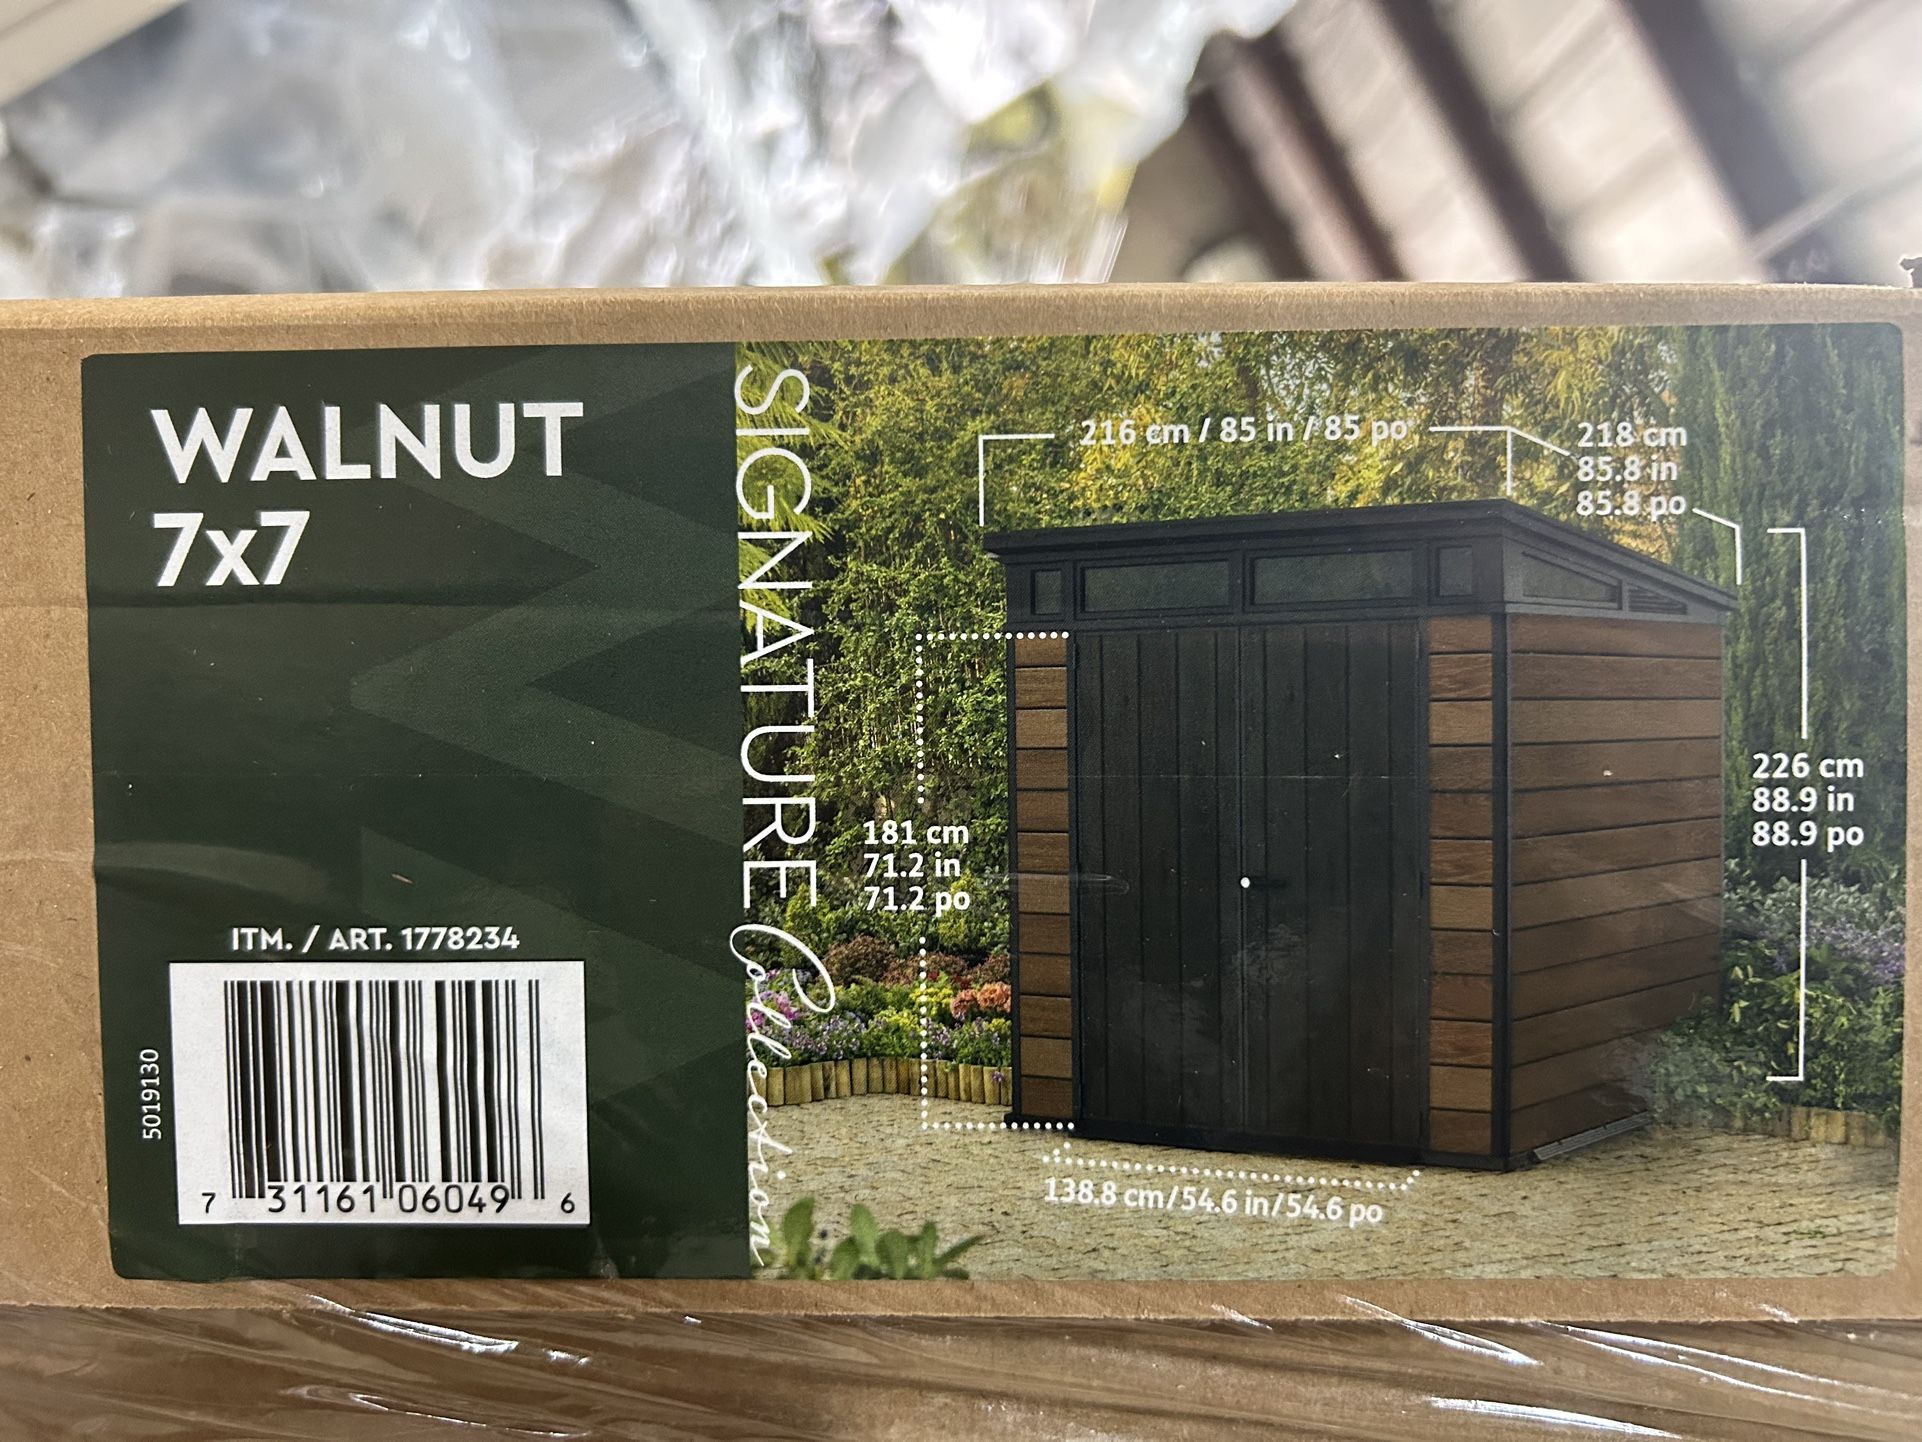 WALNUT
7x7
ITM. / ART. 1778234
5019130
7 31161 06049 6
SIGNATURE
Collection
216 cm / 85 in / 85 po
218 cm
85.8 in
85.8 po
226 cm
88.9 in
88.9 po
181 cm
71.2 in
71.2 po
138.8 cm/54.6 in/54.6 po